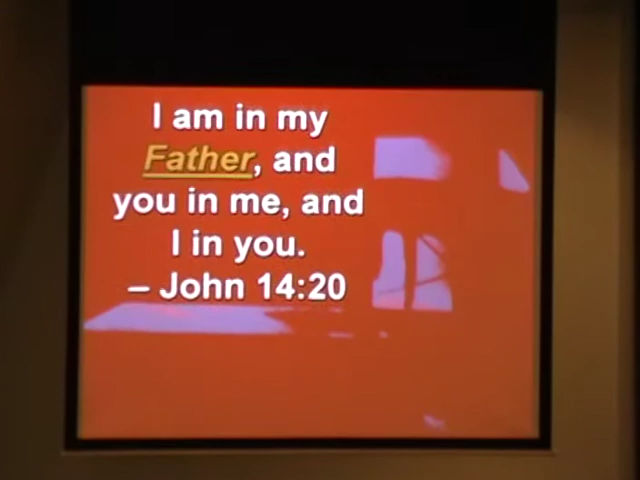 I am in my
Father, and
you in me, and
I in you.
– John 14:20